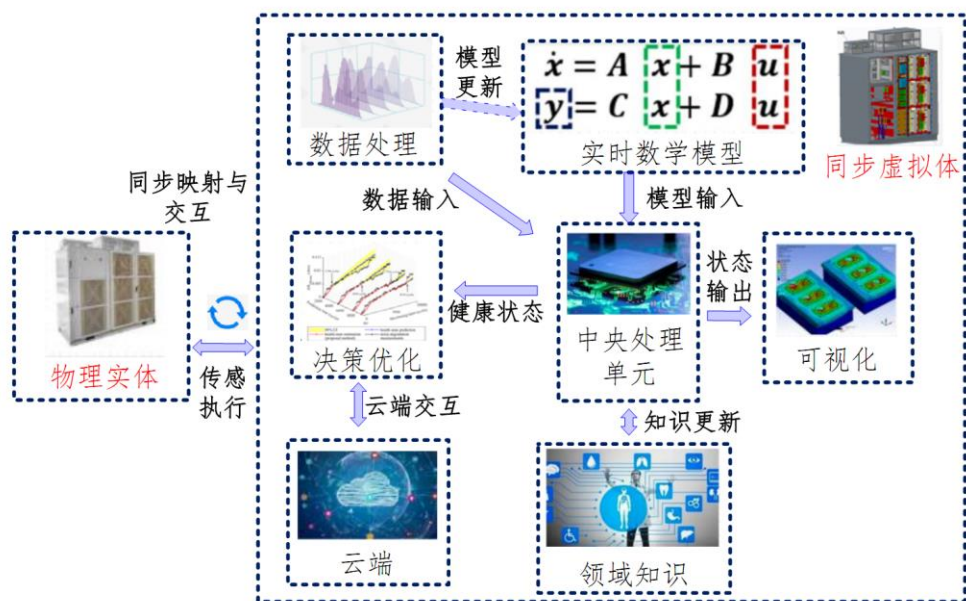 模型
更新
ẋ = A x + B u
y = C x + D u
数据处理
实时数学模型
同步虚拟体
同步映射与
交互
数据输入
模型输入
状态
输出
健康状态
物理实体
传感
执行
决策优化
中央处理
单元
可视化
云端交互
知识更新
云端
领域知识